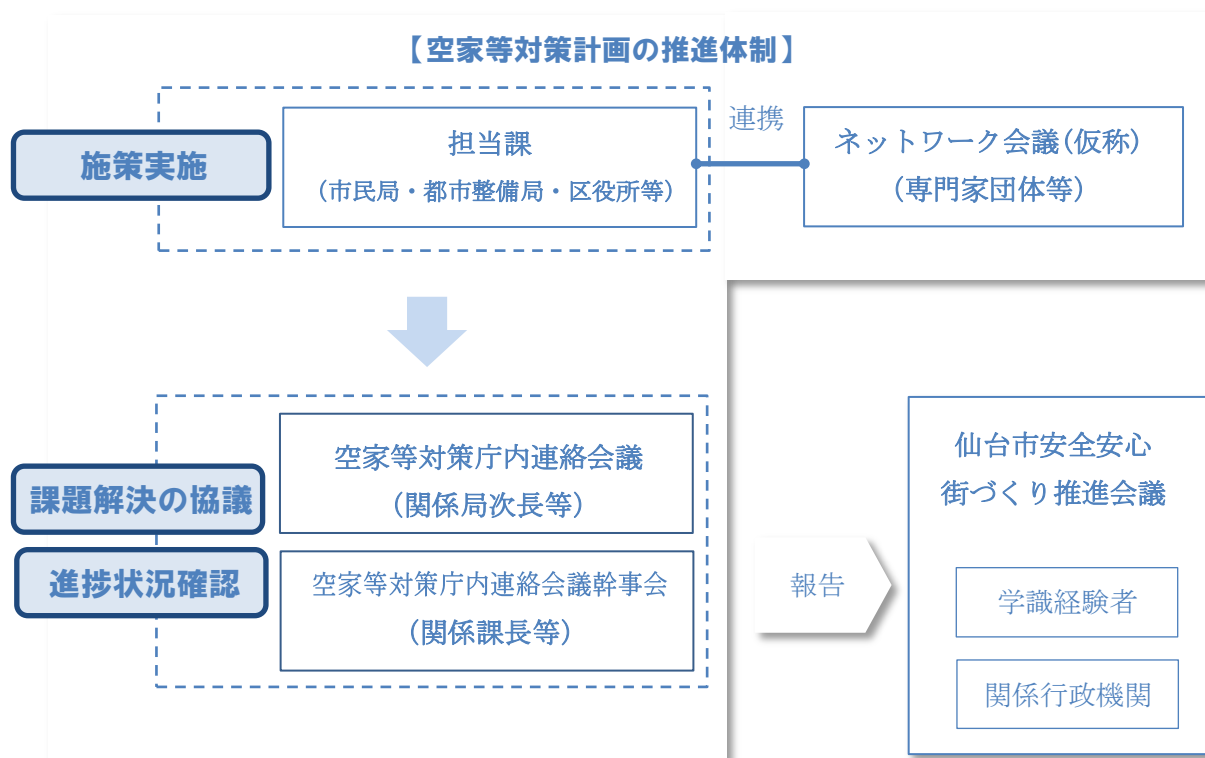 【空家等対策計画の推進体制】
施策実施
担当課
（市民局・都市整備局・区役所等）
連携
ネットワーク会議(仮称)
（専門家団体等）
課題解決の協議
進捗状況確認
空家等対策庁内連絡会議
（関係局次長等）
空家等対策庁内連絡会議幹事会
（関係課長等）
報告
仙台市安全安心
街づくり推進会議
学識経験者
関係行政機関